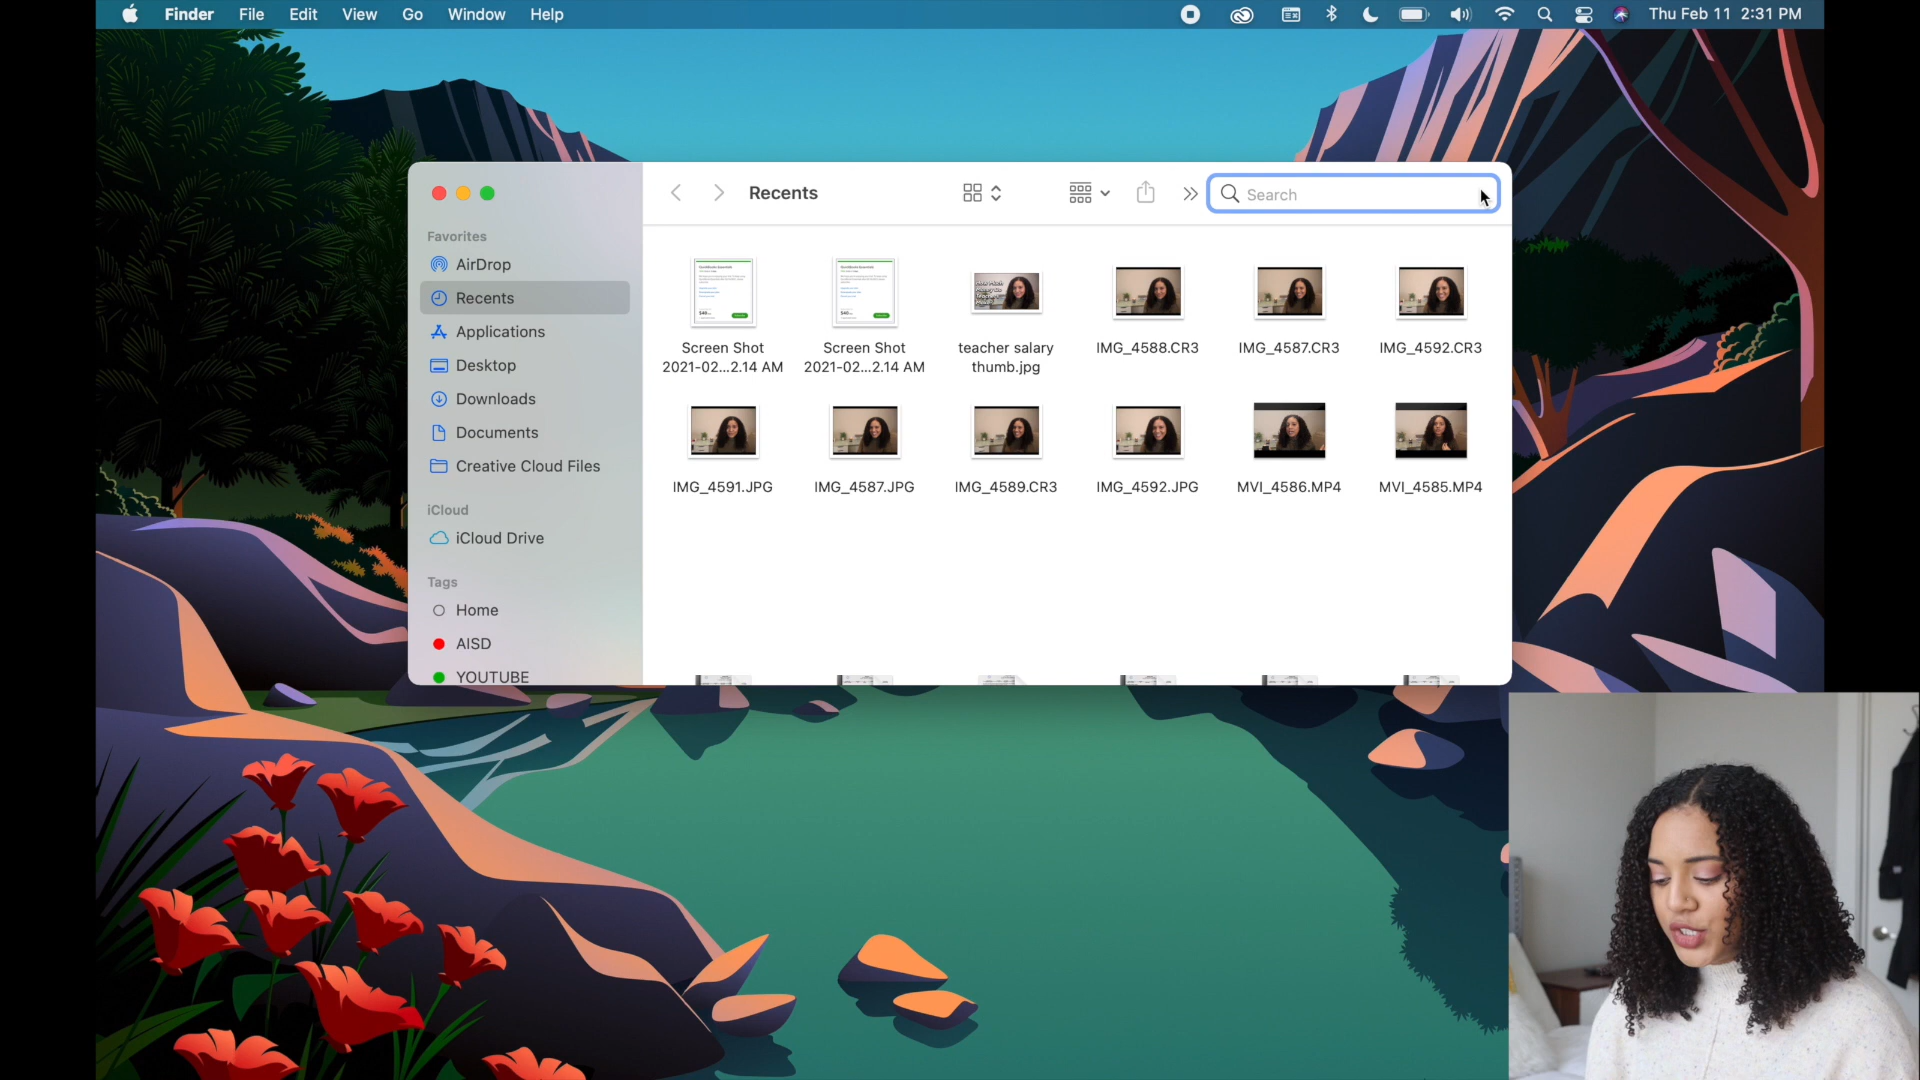 Finder File Edit View Go Window Help
Thu Feb 11 2:31 PM
Recents
Search
Favorites
AirDrop
Recents
Applications
Desktop
Downloads
Documents
Creative Cloud Files
iCloud
iCloud Drive
Tags
Home
AISD
YOUTUBE
Screen Shot
2021-02...2.14 AM
Screen Shot
2021-02...2.14 AM
teacher salary
thumb.jpg
IMG_4588.CR3
IMG_4587.CR3
IMG_4592.CR3
IMG_4591.JPG
IMG_4587.JPG
IMG_4589.CR3
IMG_4592.JPG
MVI_4586.MP4
MVI_4585.MP4